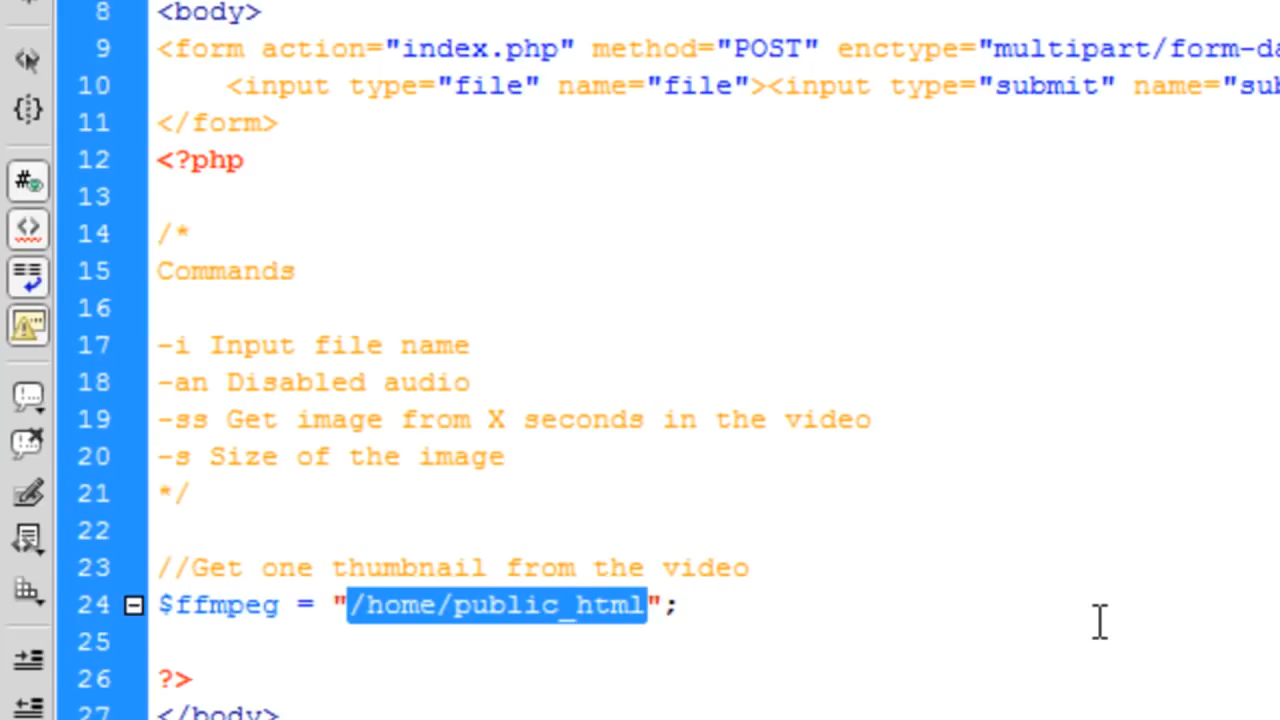 8 <body>
9 <form action="index.php" method="POST" enctype="multipart/form-da
10 <input type="file" name="file"><input type="submit" name="sub
11 </form>
12 <?php
13
14 /*
15 Commands
16
17 -i Input file name
18 -an Disabled audio
19 -ss Get image from X seconds in the video
20 -s Size of the image
21 */
22
23 //Get one thumbnail from the video
24 $ffmpeg = "/home/public_html";
25
26 ?>
27 </body>